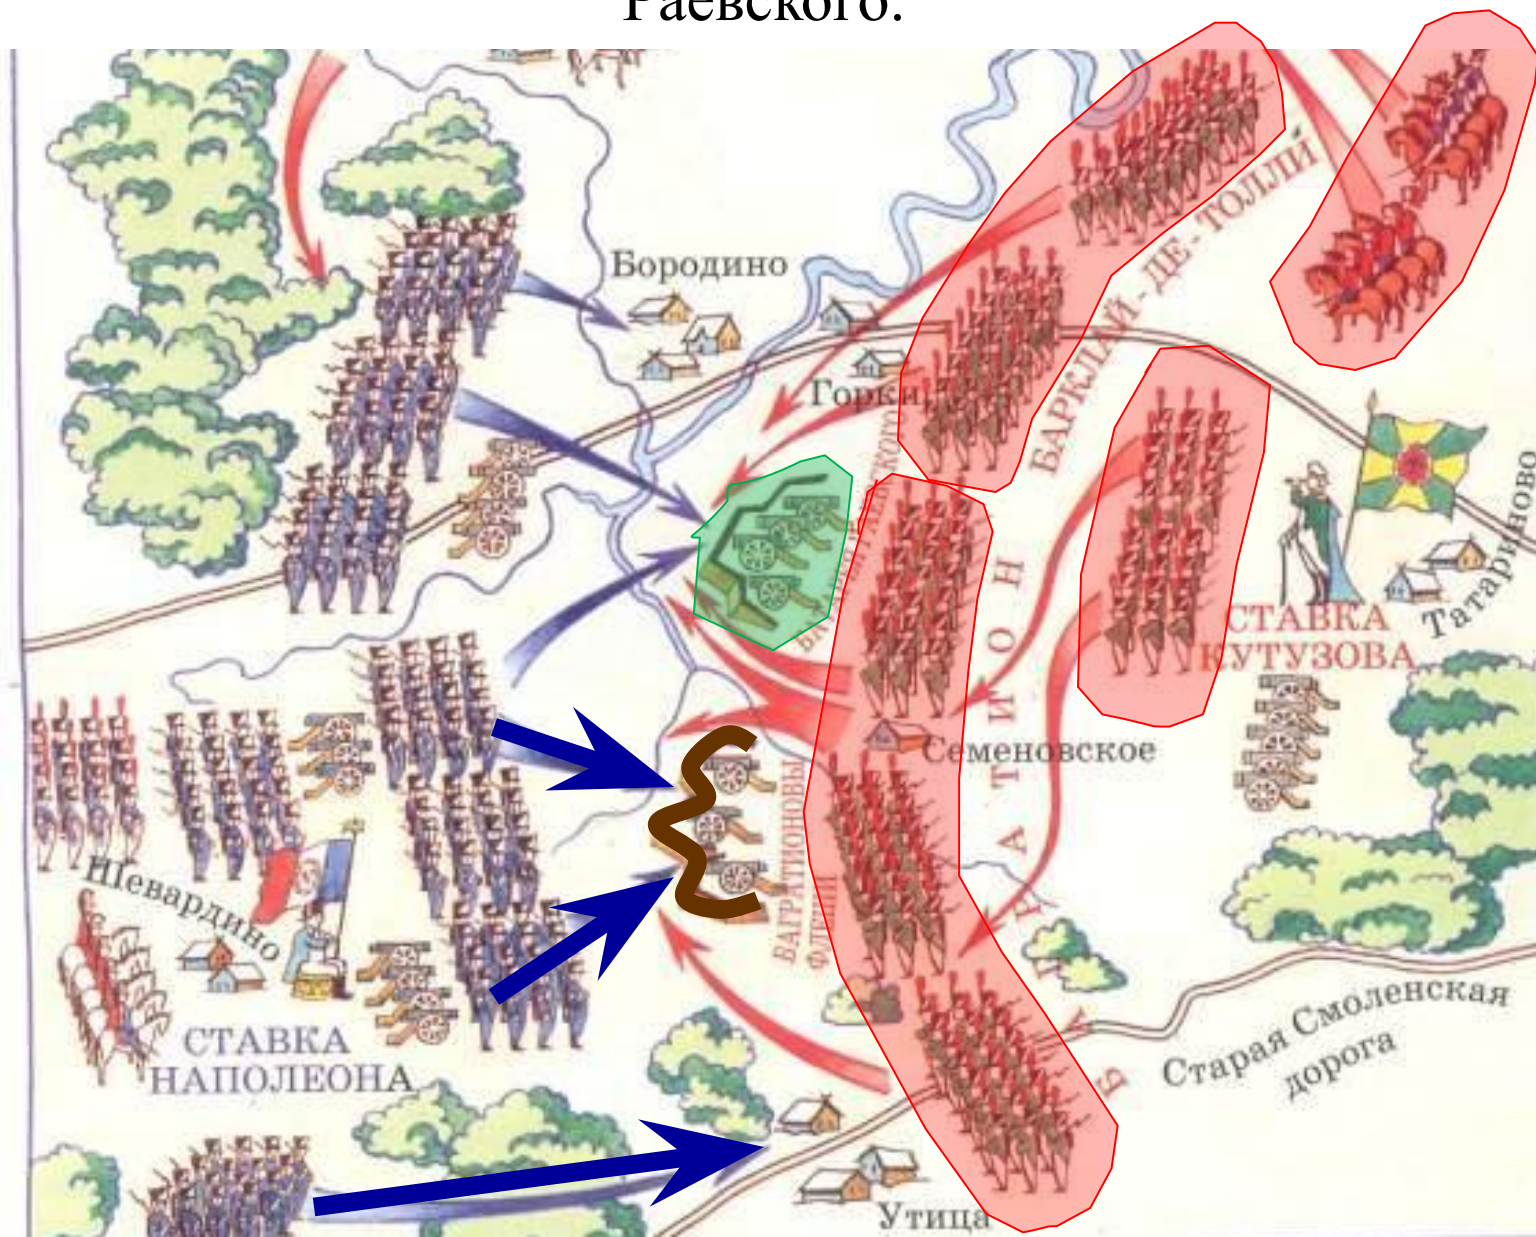 Раевского.
Бородино
Горки
БАРКЛАЙ-ДЕ-ТОЛЛИ
Татариново
СТАВКА
КУТУЗОВА
Семеновское
БАГРАТИОН
БАГРАТИОНОВЫ
ФЛЕШИ
Шевардино
СТАВКА
НАПОЛЕОНА
Старая Смоленская
дорога
Утица